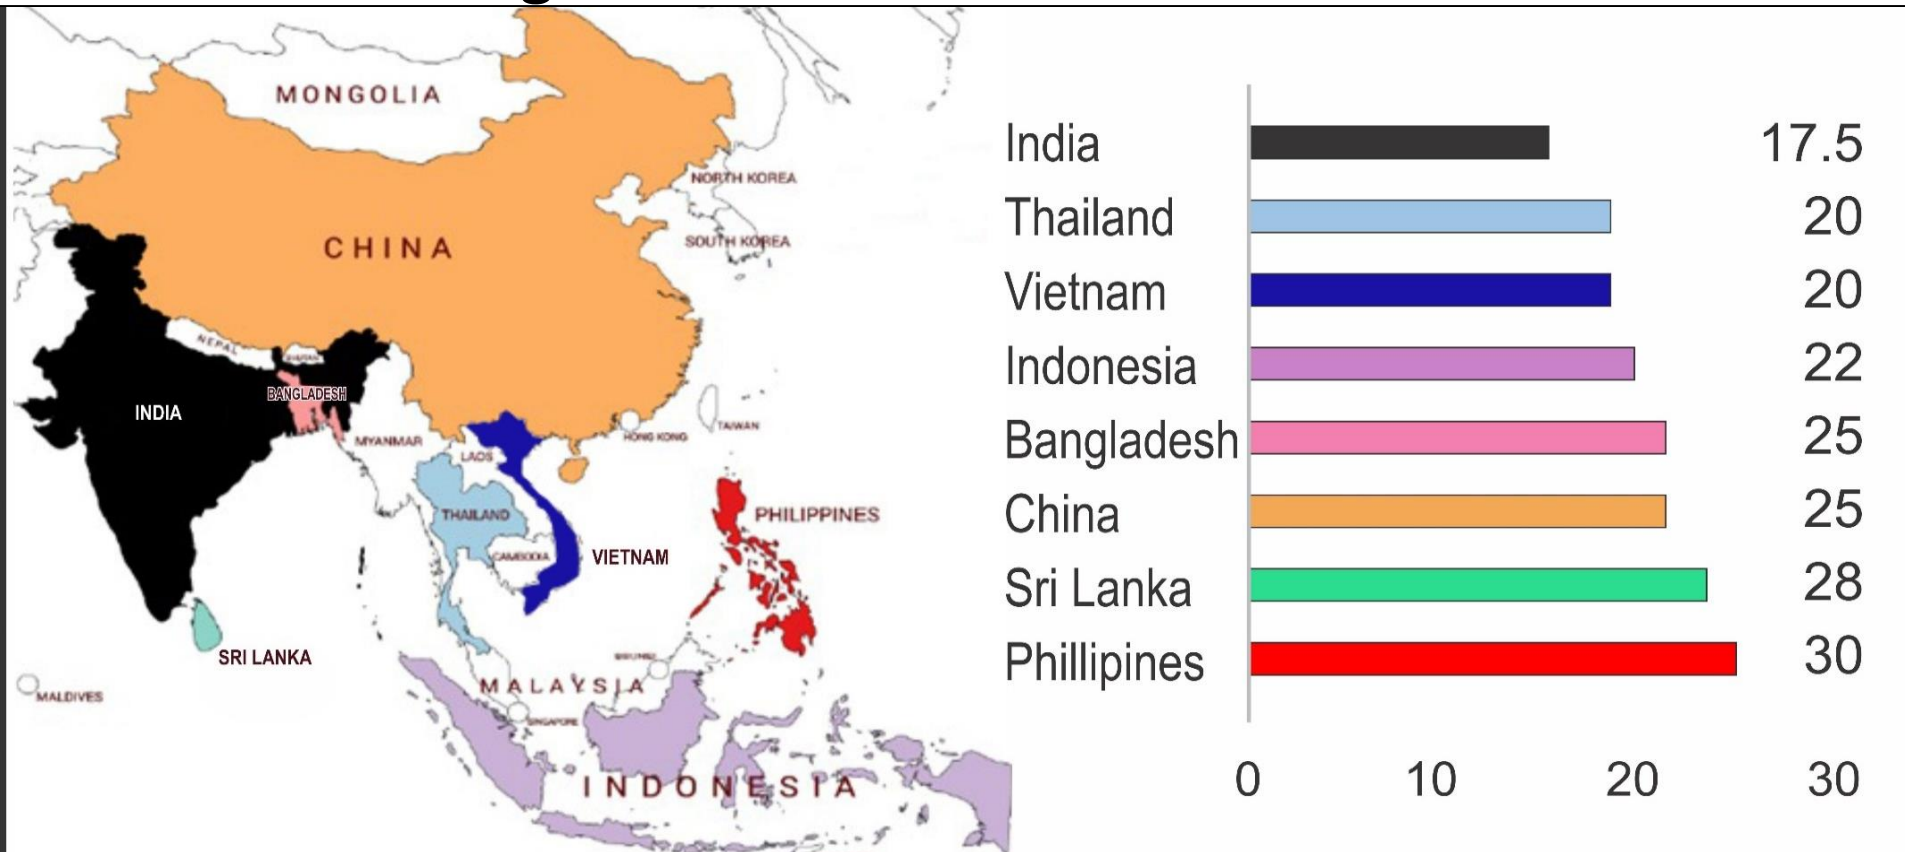 MONGOLIA
NORTH KOREA
CHINA
SOUTH KOREA
NEPAL
BHUTAN
BANGLADESH
INDIA
MYANMAR
HONG KONG
TAIWAN
LAOS
THAILAND
PHILIPPINES
CAMBODIA
VIETNAM
SRI LANKA
BRUNEI
MALAYSIA
MALDIVES
SINGAPORE
INDONESIA
India 17.5
Thailand 20
Vietnam 20
Indonesia 22
Bangladesh 25
China 25
Sri Lanka 28
Phillipines 30
0 10 20 30